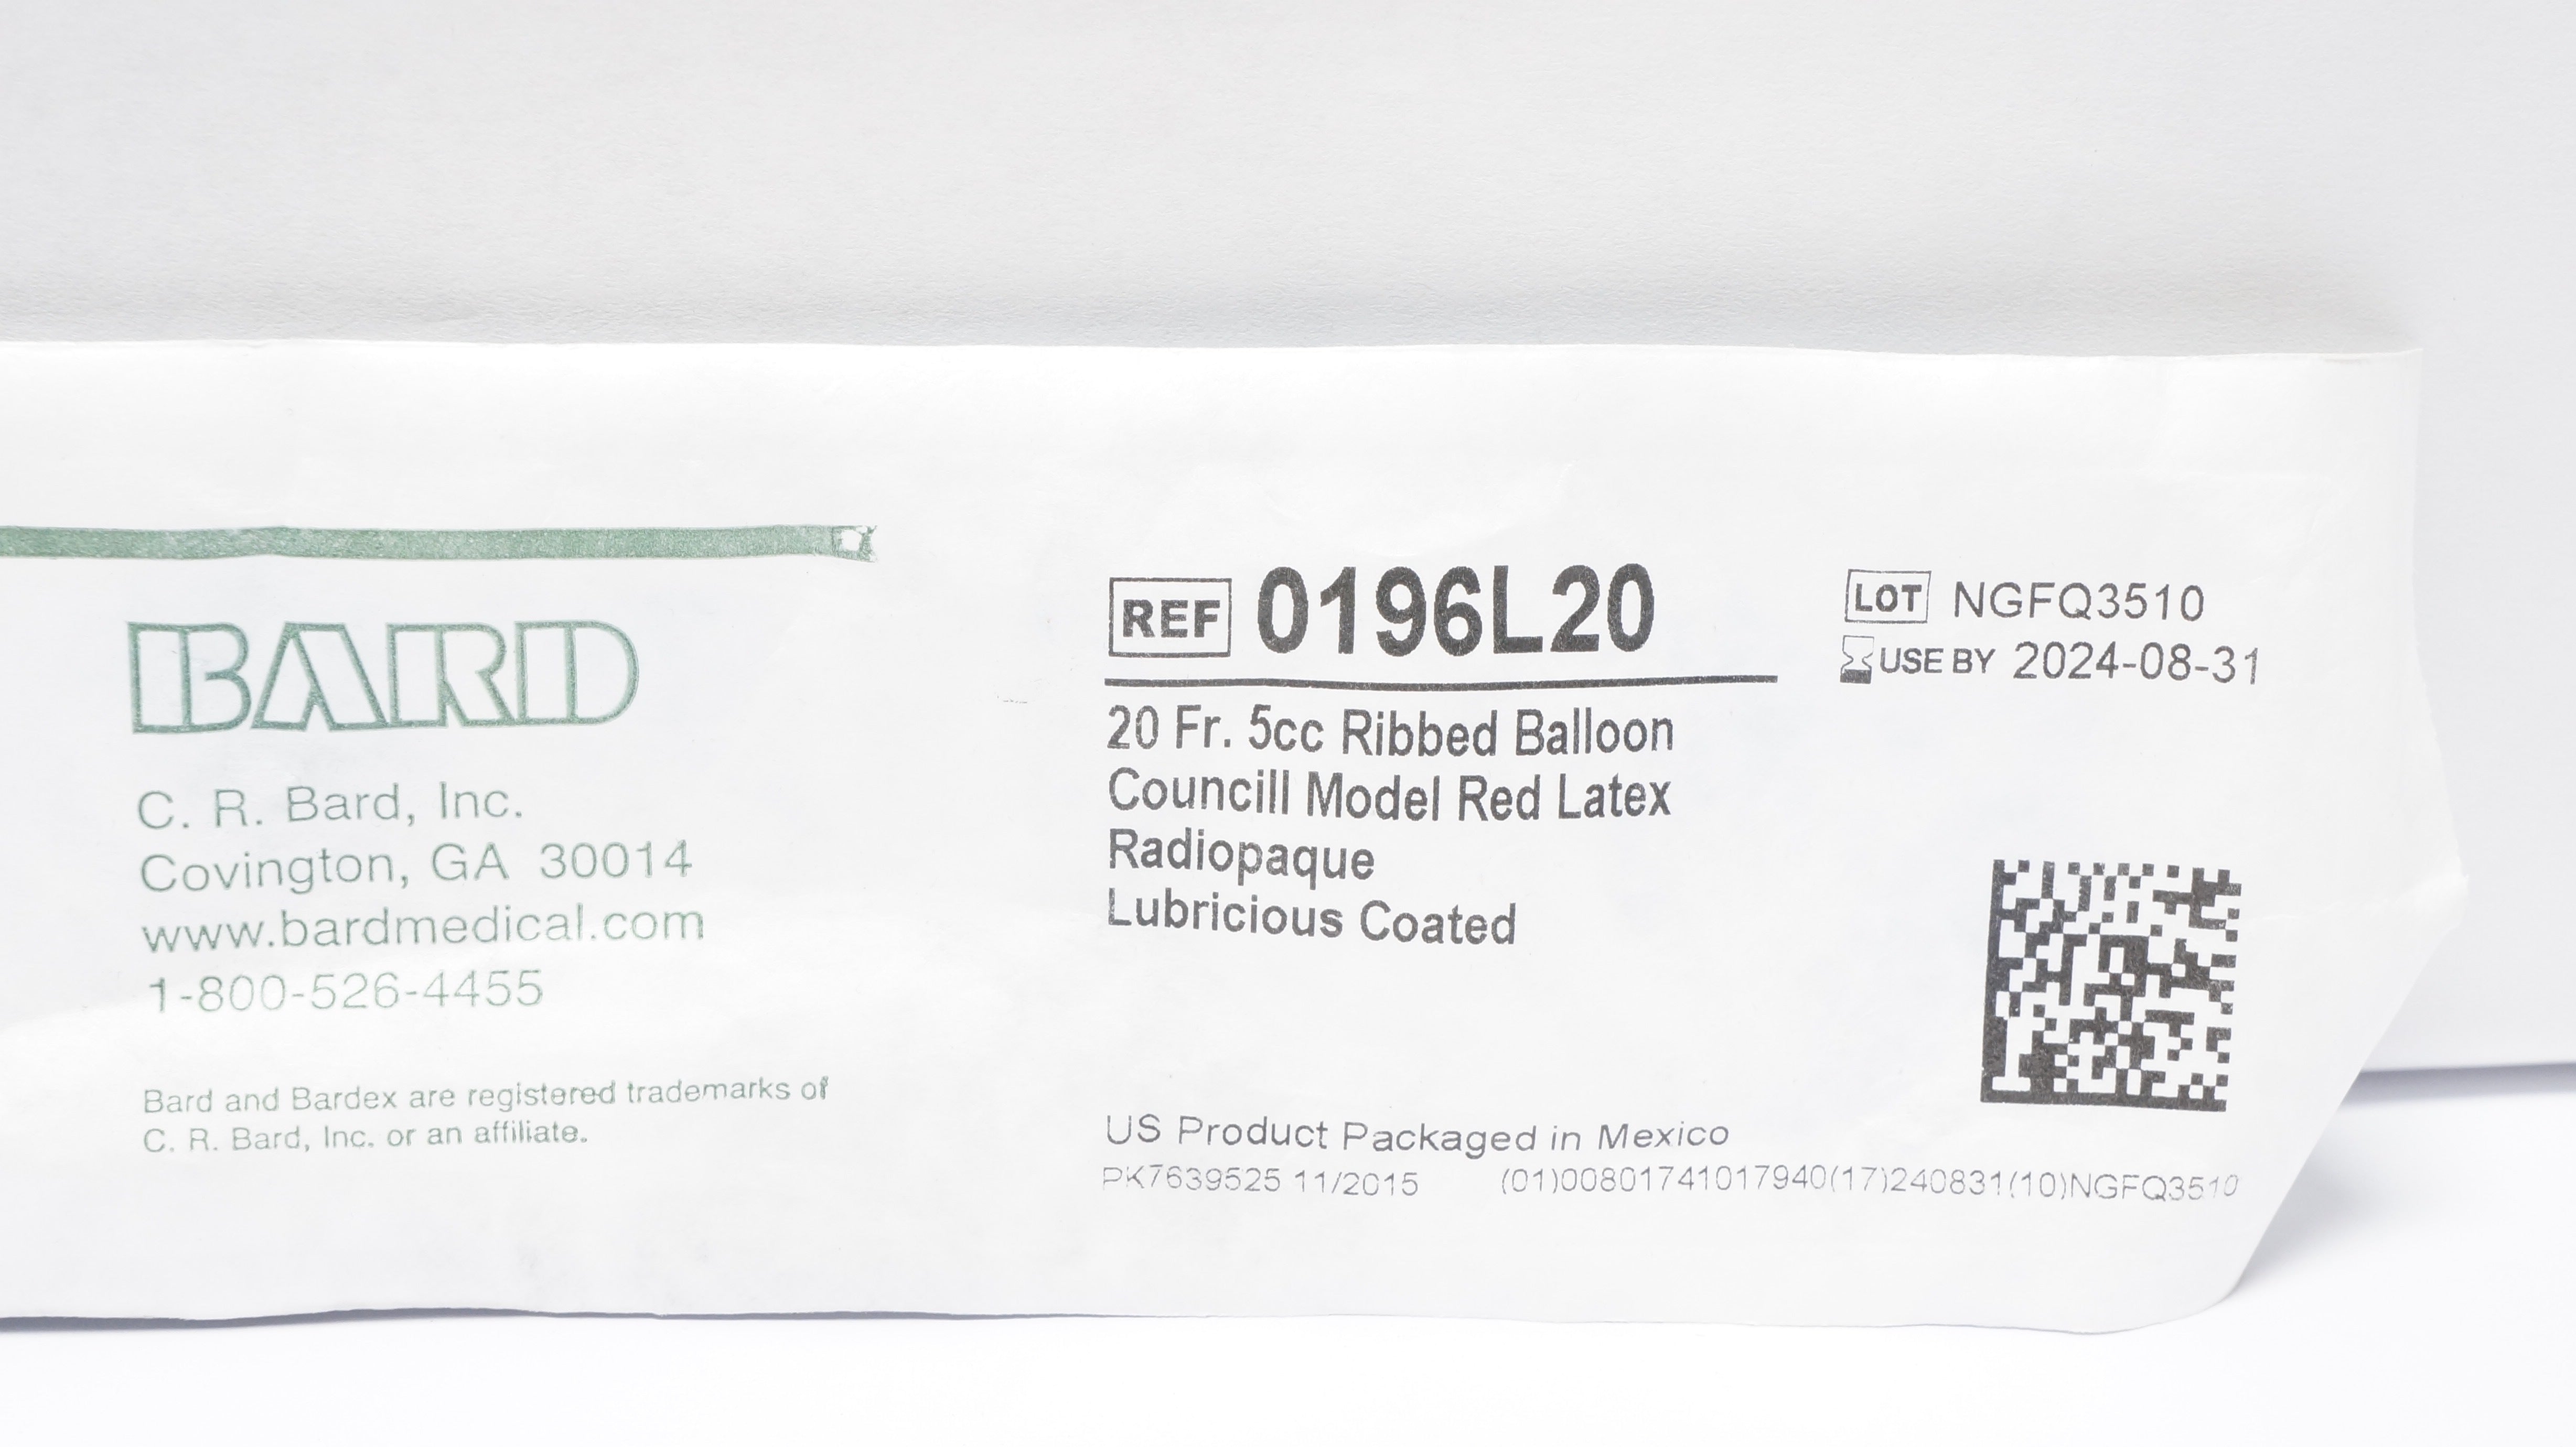 BARD
C. R. Bard, Inc.
Covington, GA 30014
www.bardmedical.com
1-800-526-4455
Bard and Bardex are registered trademarks of
C. R. Bard, Inc. or an affiliate.
REF 0196L20
20 Fr. 5cc Ribbed Balloon
Councill Model Red Latex
Radiopaque
Lubricious Coated
LOT NGFQ3510
USE BY 2024-08-31
US Product Packaged in Mexico
PK7639525 11/2015 (01)00801741017940(17)240831(10)NGFQ3510